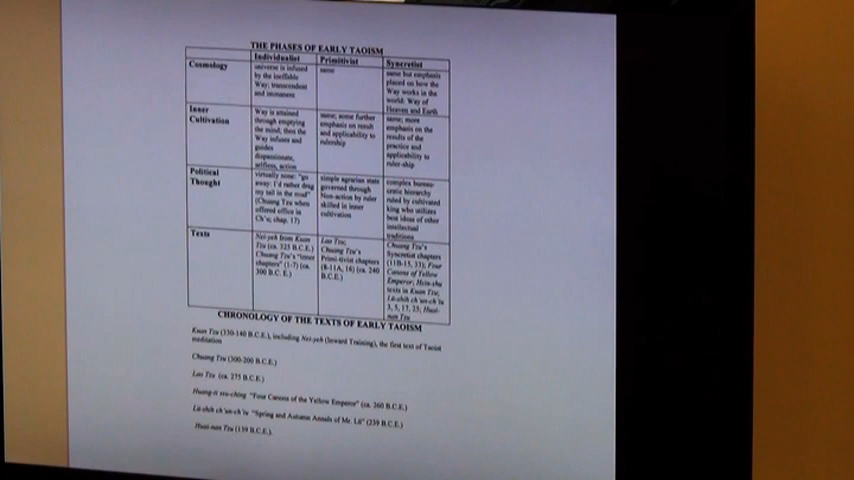 THE PHASES OF EARLY TAOISM
Individualist
Primitivist
Syncretist
Cosmology
universe is infused
by the ineffable
Way; transcendent
and immanent
same
same but emphasis
placed on how the
Way works in the
world: Way of
Heaven and Earth
Inner
Cultivation
Way is attained
through emptying
the mind; then the
Way infuses and
guides
dispassionate,
selfless, action
same; some further
emphasis on result
and applicability to
rulership
same; more
emphasis on the
results of the
practice and
applicability to
ruler-ship
Political
Thought
virtually none: "go
away: I'd rather drag
my tail in the mud"
(Chuang Tzu when
offered office in
Ch'u; chap. 17)
simple agrarian state
governed through
Non-action by ruler
skilled in inner
cultivation
complex bureau-
cratic hierarchy
ruled by cultivated
king who utilizes
best ideas of other
intellectual
traditions
Texts
Nei-yeh from Kuan
Tzu (ca. 325 B.C.E.)
Chuang Tzu's "inner
chapters" (1-7) (ca.
300 B.C.E.)
Lao Tzu;
Chuang Tzu's
Primi-tivist chapters
(8-11A, 16) (ca. 240
B.C.E.)
Chuang Tzu's
Syncretist chapters
(11B-15, 33); Four
Canons of Yellow
Emperor; Hsin-shu
texts in Kuan Tzu;
Lü-shih ch'un-ch'iu
3, 5, 17, 25; Huai-
nan Tzu
CHRONOLOGY OF THE TEXTS OF EARLY TAOISM
Kuan Tzu (330-140 B.C.E.), including Nei-yeh (Inward Training), the first text of Taoist
meditation
Chuang Tzu (300-200 B.C.E.)
Lao Tzu (ca. 275 B.C.E.)
Huang-ti ssu-ching "Four Canons of the Yellow Emperor" (ca. 260 B.C.E.)
Lü-shih ch'un-ch'iu "Spring and Autumn Annals of Mr. Lü" (239 B.C.E.)
Huai-nan Tzu (139 B.C.E.).